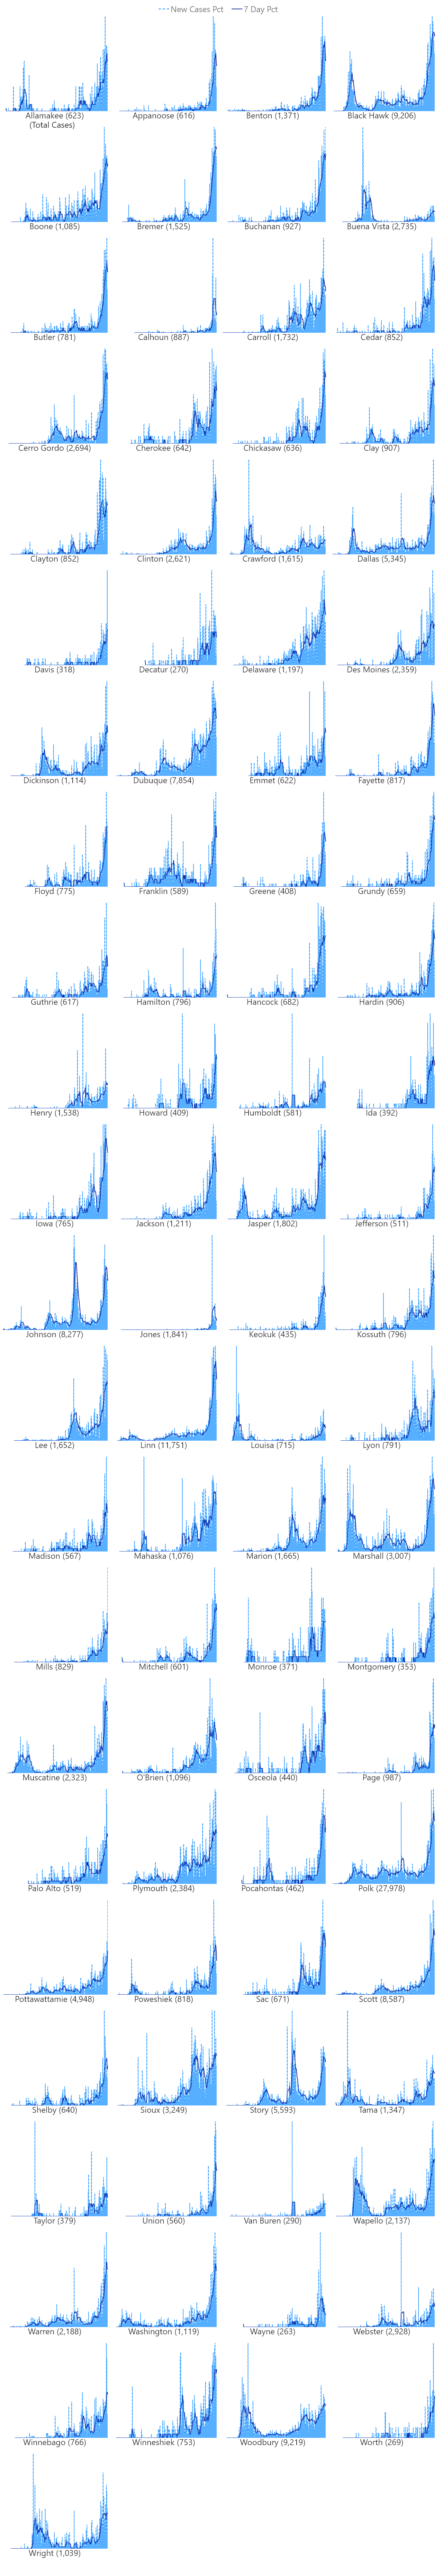 New Cases Pct 7 Day Pct
Allamakee (623) Appanoose (616) Benton (1,371) Black Hawk (9,206)
(Total Cases)
Boone (1,085) Bremer (1,525) Buchanan (927) Buena Vista (2,735)
Butler (781) Calhoun (887) Carroll (1,732) Cedar (852)
Cerro Gordo (2,694) Cherokee (642) Chickasaw (636) Clay (907)
Clayton (852) Clinton (2,621) Crawford (1,615) Dallas (5,345)
Davis (318) Decatur (270) Delaware (1,197) Des Moines (2,359)
Dickinson (1,114) Dubuque (7,854) Emmet (622) Fayette (817)
Floyd (775) Franklin (589) Greene (408) Grundy (659)
Guthrie (617) Hamilton (796) Hancock (682) Hardin (906)
Henry (1,538) Howard (409) Humboldt (581) Ida (392)
Iowa (765) Jackson (1,211) Jasper (1,802) Jefferson (511)
Johnson (8,277) Jones (1,841) Keokuk (435) Kossuth (796)
Lee (1,652) Linn (11,751) Louisa (715) Lyon (791)
Madison (567) Mahaska (1,076) Marion (1,665) Marshall (3,007)
Mills (829) Mitchell (601) Monroe (371) Montgomery (353)
Muscatine (2,323) O'Brien (1,096) Osceola (440) Page (987)
Palo Alto (519) Plymouth (2,384) Pocahontas (462) Polk (27,978)
Pottawattamie (4,948) Poweshiek (818) Sac (671) Scott (8,587)
Shelby (640) Sioux (3,249) Story (5,593) Tama (1,347)
Taylor (379) Union (560) Van Buren (290) Wapello (2,137)
Warren (2,188) Washington (1,119) Wayne (263) Webster (2,928)
Winnebago (766) Winneshiek (753) Woodbury (9,219) Worth (269)
Wright (1,039)